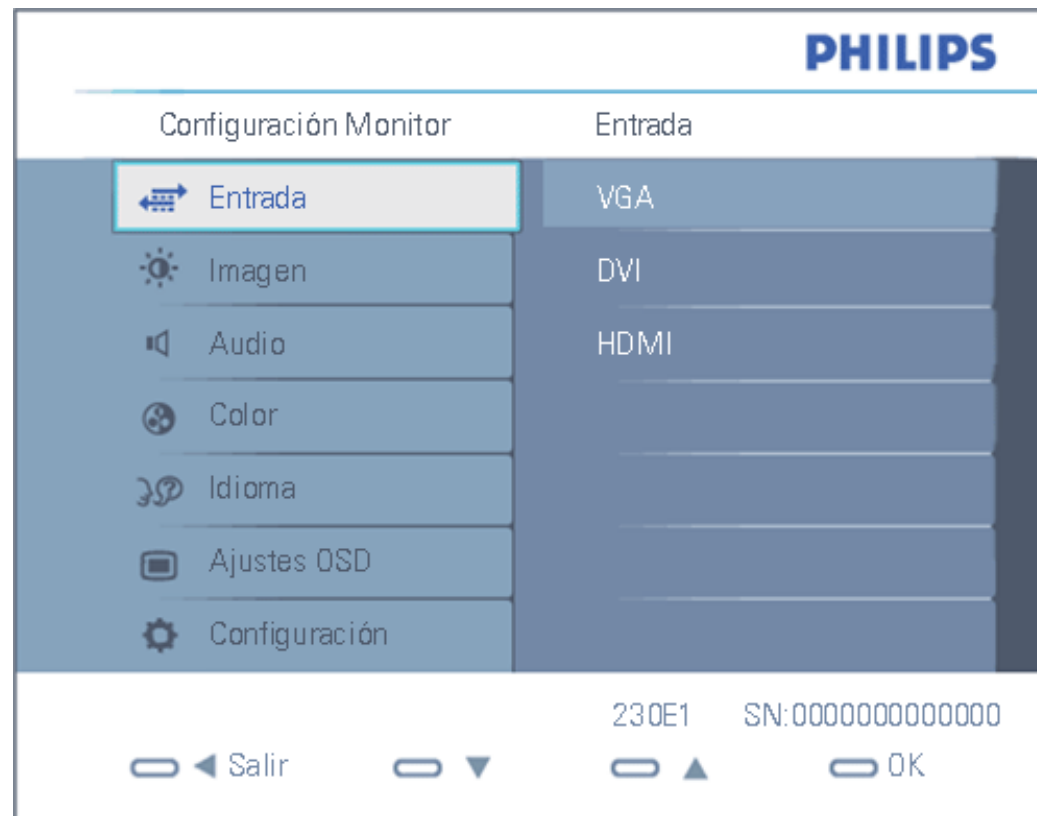 PHILIPS
Configuración Monitor Entrada
Entrada VGA
Imagen DVI
Audio HDMI
Color
Idioma
Ajustes OSD
Configuración
230E1 SN:0000000000000
Salir OK